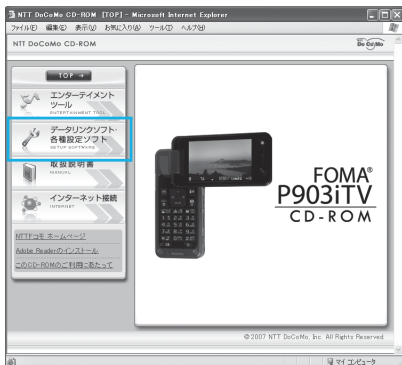 NTT DoCoMo CD-ROM [TOP] - Microsoft Internet Explorer
ファイル(F) 編集(E) 表示(V) お気に入り(A) ツール(T) ヘルプ(H)
NTT DoCoMo CD-ROM
DoCoMo
TOP →
エンターテイメント
ツール
ENTERTAINMENT TOOL
データリンクソフト・
各種設定ソフト
SETUP SOFTWARE
取扱説明書
MANUAL
インターネット接続
INTERNET
NTTドコモ ホームページ
Adobe Readerのインストール
このCD-ROMのご利用にあたって
FOMA®
P903iTV
CD-ROM
© 2007 NTT DoCoMo, Inc. All Rights Reserved.
マイ コンピュータ